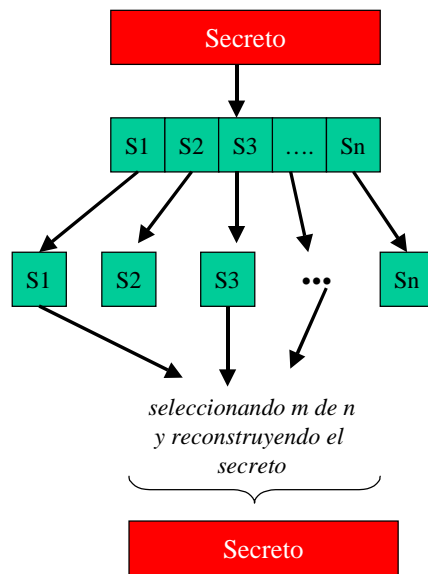 Secreto
S1 S2 S3 .... Sn
S1 S2 S3 ... Sn
seleccionando m de n
y reconstruyendo el
secreto
Secreto